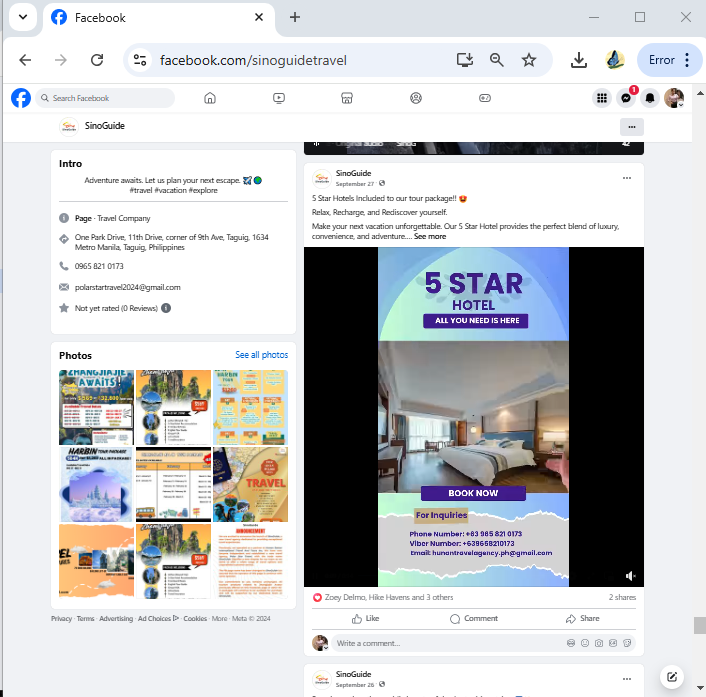 Facebook
facebook.com/sinoguidetravel
Error
Search Facebook
1
SinoGuide
Intro
Adventure awaits. Let us plan your next escape.
#travel #vacation #explore
Page · Travel Company
One Park Drive, 11th Drive, corner of 9th Ave, Taguig, 1634
Metro Manila, Taguig, Philippines
0965 821 0173
polarstartravel2024@gmail.com
Not yet rated (0 Reviews)
Photos
See all photos
ZHANGJIAJIE
AWAITS!
HARBIN TOUR PACKAGE
TRAVEL
ANNOUNCEMENT
Privacy · Terms · Advertising · Ad Choices · Cookies · More · Meta © 2024
Original audio
SinoGuide
September 27
5 Star Hotels Included to our tour package!!
Relax, Recharge, and Rediscover yourself.
Make your next vacation unforgettable. Our 5 Star Hotel provides the perfect blend of luxury,
convenience, and adventure.... See more
5 STAR
HOTEL
ALL YOU NEED IS HERE
BOOK NOW
For Inquiries
Phone Number: +63 965 821 0173
Viber Number: +639658210173
Email: hunantravelagency.ph@gmail.com
Zoey Delmo, Hike Havens and 3 others
2 shares
Like
Comment
Share
Write a comment...
SinoGuide
September 26